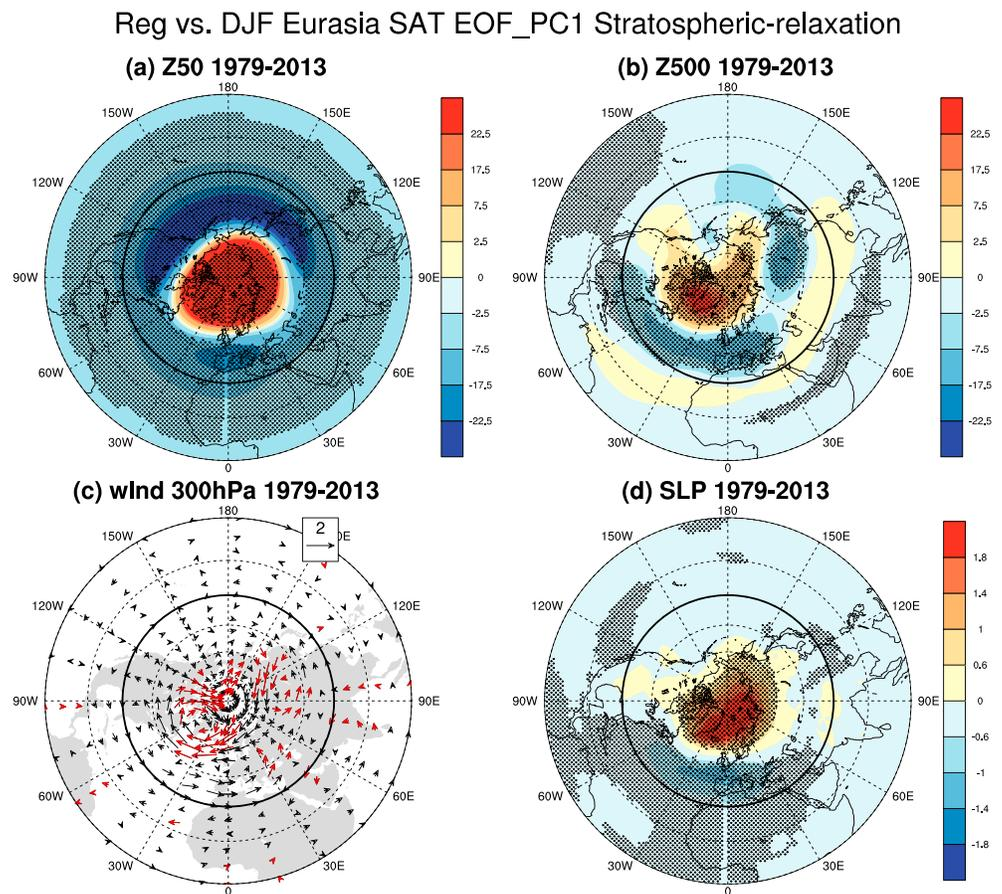 Reg vs. DJF Eurasia SAT EOF_PC1 Stratospheric-relaxation
(a) Z50 1979-2013
(b) Z500 1979-2013
180
150W 150E
120W 120E
90W 90E
60W 60E
30W 30E
0
22,5
17,5
7,5
2,5
0
-2,5
-7,5
-17,5
-22,5
180
150W 150E
120W 120E
90W 90E
60W 60E
30W 30E
0
22,5
17,5
7,5
2,5
0
-2,5
-7,5
-17,5
-22,5
(c) wInd 300hPa 1979-2013
(d) SLP 1979-2013
180
2
150W 0E
120W 120E
90W 90E
60W 60E
30W 30E
0
180
150W 150E
120W 120E
90W 90E
60W 60E
30W 30E
0
1,8
1,4
1
0,6
0
-0,6
-1
-1,4
-1,8